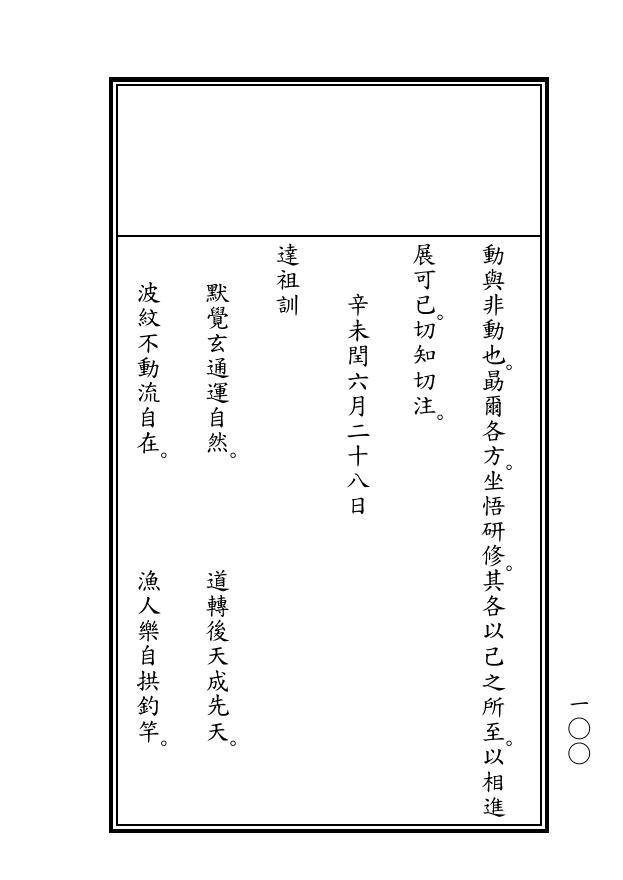 動與非動也。勗爾各方。坐悟研修。其各以己之所至。以相進
展可已。切知切注。
辛未閏六月二十八日
達祖訓
默覺玄通運自然。 道轉後天成先天。
波紋不動流自在。 漁人樂自拱釣竿。
一〇〇